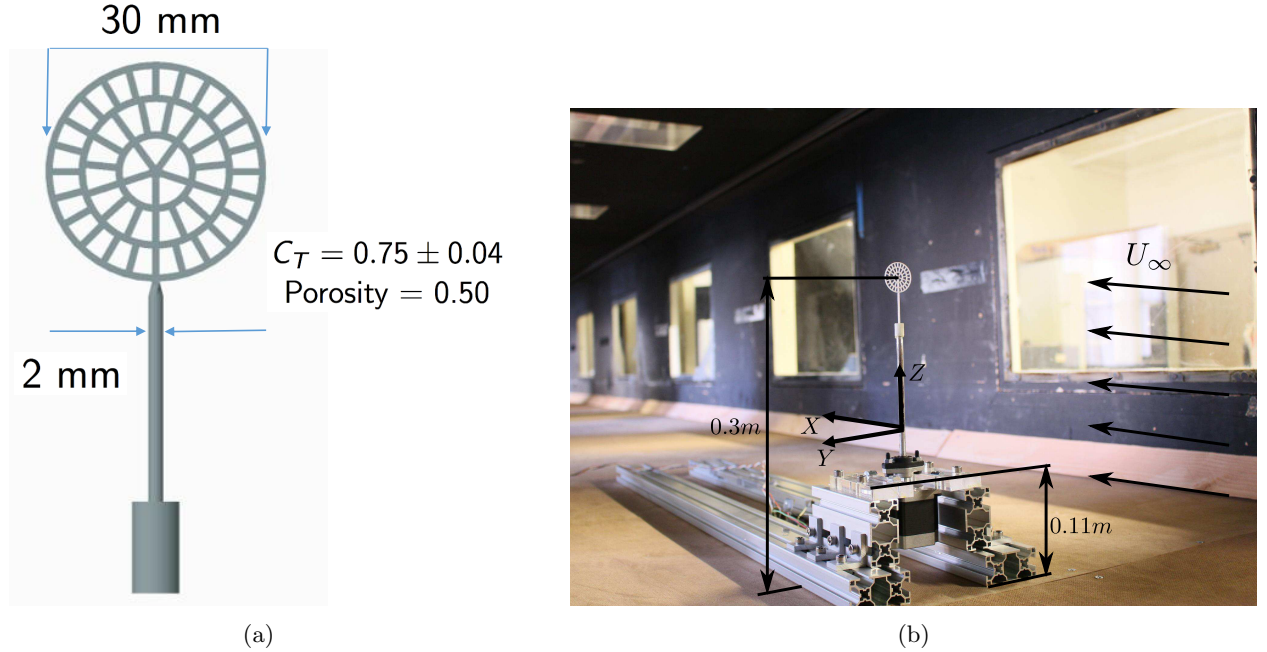 30 mm
C_T = 0.75 ± 0.04
Porosity = 0.50
2 mm
(a)
U_∞
Z
0.3m
X
Y
0.11m
(b)